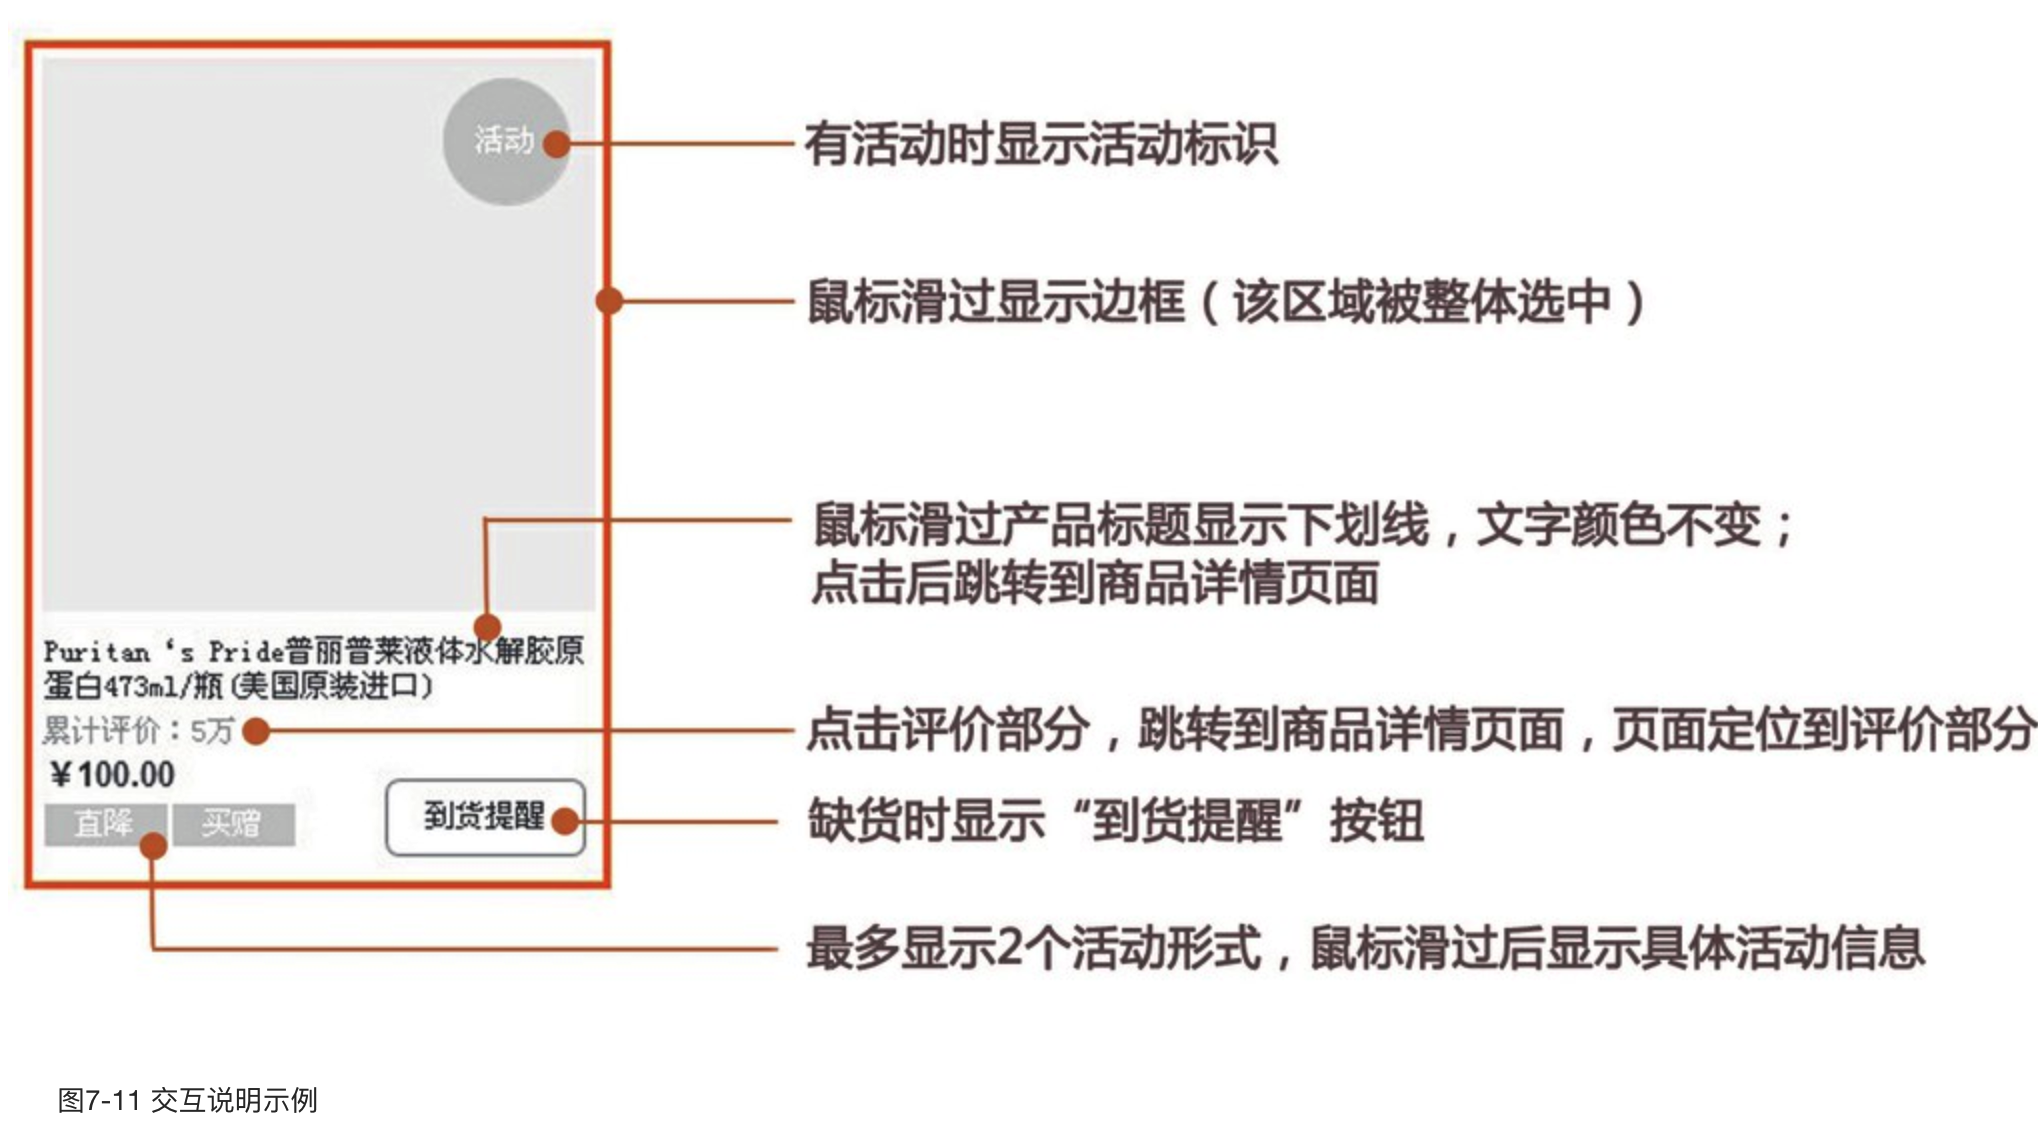 活动
有活动时显示活动标识
鼠标滑过显示边框（该区域被整体选中）
鼠标滑过产品标题显示下划线，文字颜色不变；
点击后跳转到商品详情页面
Puritan‘s Pride普丽普莱液体水解胶原
蛋白473ml/瓶(美国原装进口)
累计评价：5万
点击评价部分，跳转到商品详情页面，页面定位到评价部分
¥100.00
直降 买赠
到货提醒
缺货时显示“到货提醒”按钮
最多显示2个活动形式，鼠标滑过后显示具体活动信息
图7-11 交互说明示例